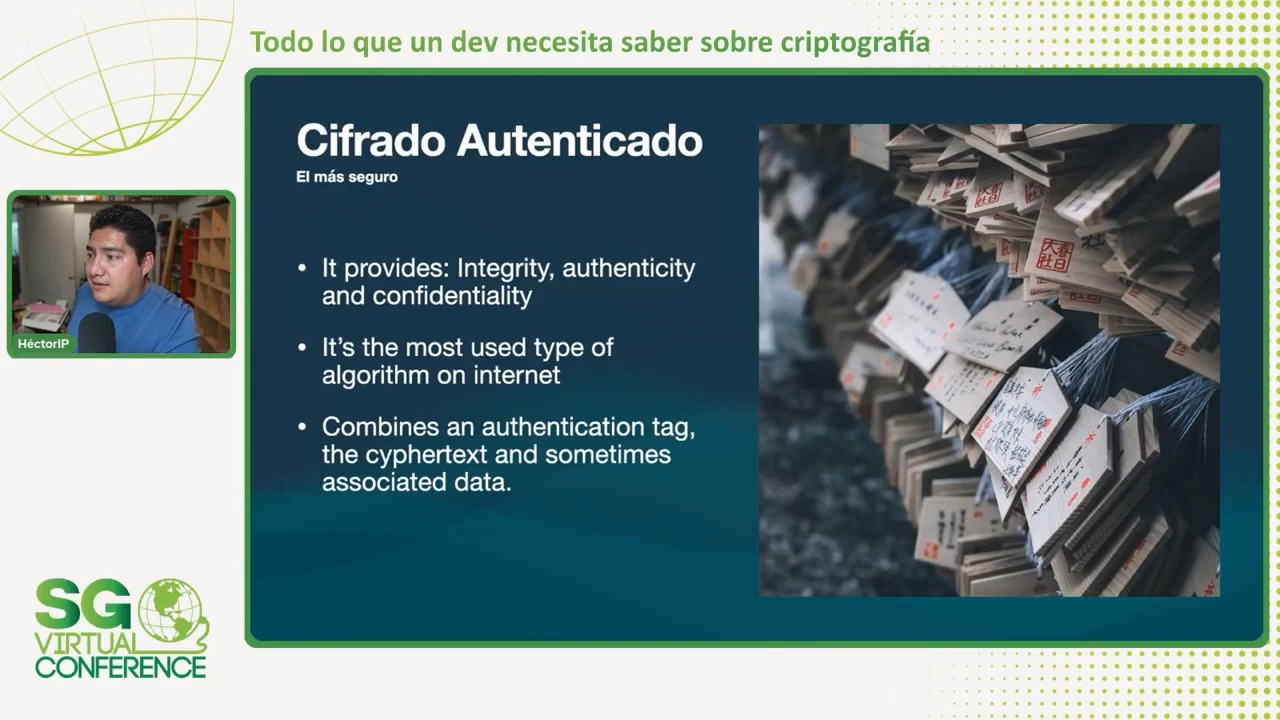 Todo lo que un dev necesita saber sobre criptografía
Cifrado Autenticado
El más seguro
• It provides: Integrity, authenticity
and confidentiality
• It’s the most used type of
algorithm on internet
• Combines an authentication tag,
the cyphertext and sometimes
associated data.
HéctorIP
SG
VIRTUAL
CONFERENCE